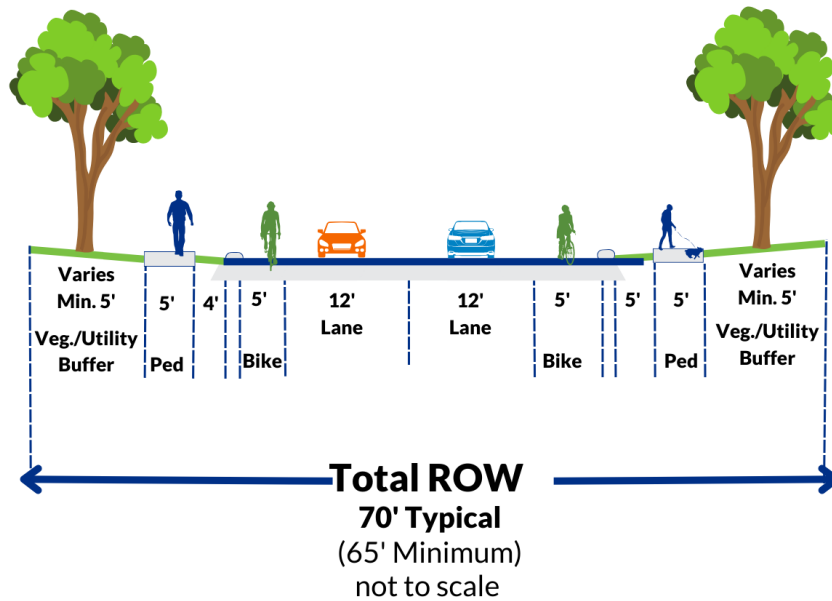 Varies
Min. 5'
Veg./Utility
Buffer
5'
Ped
4'
5'
Bike
12'
Lane
12'
Lane
5'
Bike
5'
5'
Ped
Varies
Min. 5'
Veg./Utility
Buffer
Total ROW
70' Typical
(65' Minimum)
not to scale